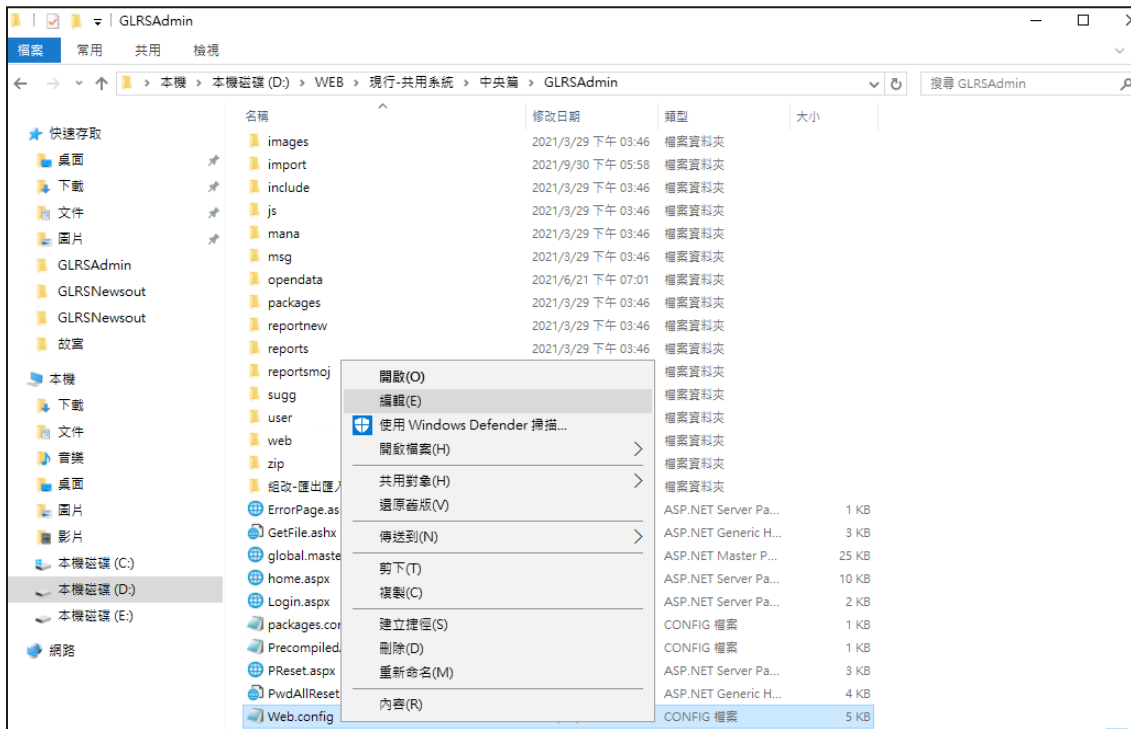 GLRSAdmin
檔案 常用 共用 檢視
本機 本機磁碟 (D:) WEB 現行-共用系統 中央篇 GLRSAdmin 搜尋 GLRSAdmin
名稱 修改日期 類型 大小
快速存取
桌面
下載
文件
圖片
GLRSAdmin
GLRSNewsout
GLRSNewsout
故宮
本機
下載
文件
音樂
桌面
圖片
影片
本機磁碟 (C:)
本機磁碟 (D:)
本機磁碟 (E:)
網路
images 2021/3/29 下午 03:46 檔案資料夾
import 2021/9/30 下午 05:58 檔案資料夾
include 2021/3/29 下午 03:46 檔案資料夾
js 2021/3/29 下午 03:46 檔案資料夾
mana 2021/3/29 下午 03:46 檔案資料夾
msg 2021/3/29 下午 03:46 檔案資料夾
opendata 2021/6/21 下午 07:01 檔案資料夾
packages 2021/3/29 下午 03:46 檔案資料夾
reportnew 2021/3/29 下午 03:46 檔案資料夾
reports 2021/3/29 下午 03:46 檔案資料夾
reportsmoj 檔案資料夾
sugg 檔案資料夾
user 檔案資料夾
web 檔案資料夾
zip 檔案資料夾
組改-匯出匯入 檔案資料夾
ErrorPage.as ASP.NET Server Pa... 1 KB
GetFile.ashx ASP.NET Generic H... 3 KB
global.maste ASP.NET Master P... 25 KB
home.aspx ASP.NET Server Pa... 10 KB
Login.aspx ASP.NET Server Pa... 2 KB
packages.cor CONFIG 檔案 1 KB
Precompiled. CONFIG 檔案 1 KB
PReset.aspx ASP.NET Server Pa... 3 KB
PwdAllReset ASP.NET Generic H... 4 KB
Web.config CONFIG 檔案 5 KB
開啟(O)
編輯(E)
使用 Windows Defender 掃描...
開啟檔案(H)
共用對象(H)
還原舊版(V)
傳送到(N)
剪下(T)
複製(C)
建立捷徑(S)
刪除(D)
重新命名(M)
內容(R)